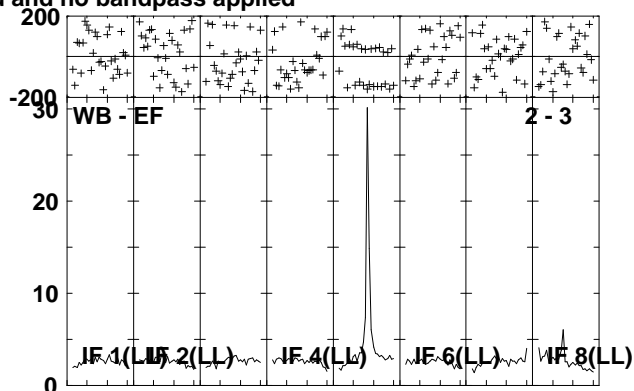 and no bandpass applied
200
-200
30
WB - EF 2 - 3
20
10
IF 1(LL) IF 2(LL) IF 4(LL) IF 6(LL) IF 8(LL)
0